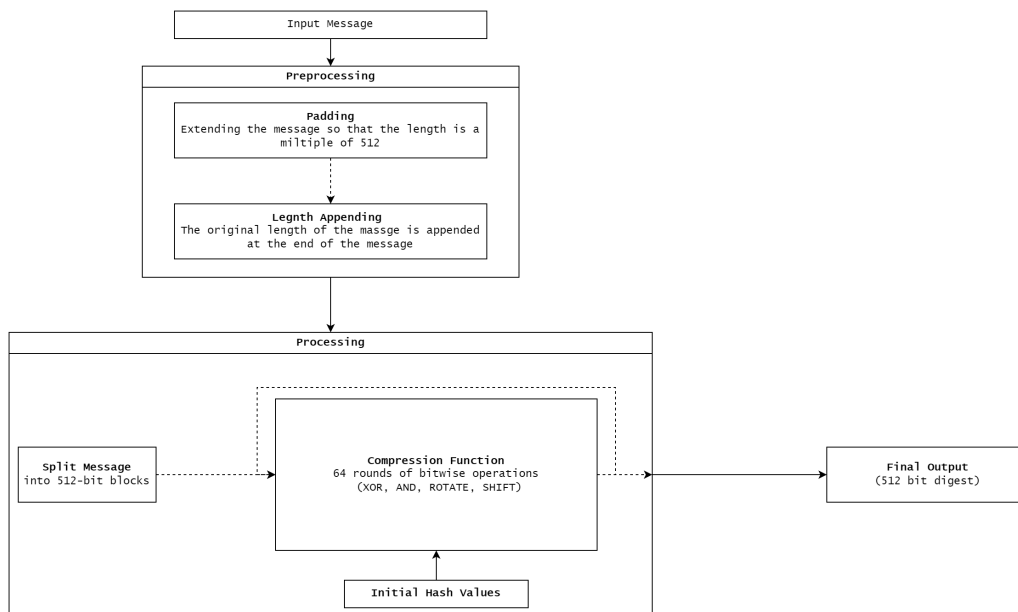 Input Message
Preprocessing
Padding
Extending the message so that the length is a
miltiple of 512
Legnth Appending
The original length of the massge is appended
at the end of the message
Processing
Split Message
into 512-bit blocks
Compression Function
64 rounds of bitwise operations
(XOR, AND, ROTATE, SHIFT)
Final Output
(512 bit digest)
Initial Hash Values